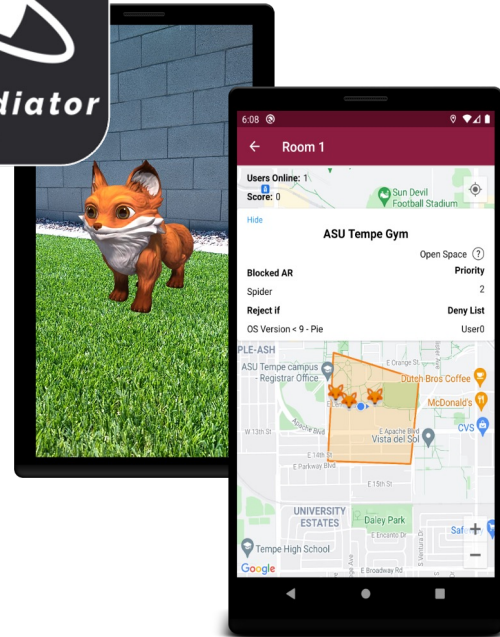 diator
6:08
Room 1
Users Online: 1
Score: 0
Sun Devil
Football Stadium
Hide
ASU Tempe Gym
Open Space ?
Blocked AR Priority
Spider 2
Reject if Deny List
OS Version < 9 - Pie User0
PLE-ASH
ASU Tempe campus
- Registrar Office
E Orange St.
Dutch Bros Coffee
McDonald's
CVS
W 13th St
Apache Blvd
E Apache Blvd
Vista del Sol
E 14th St
E Parkway Blvd
E 15th St
UNIVERSITY
ESTATES
Daley Park
E Encanto Dr
Saf
+
Tempe High School
S Ventura Dr
−
Google
E Broadway Rd